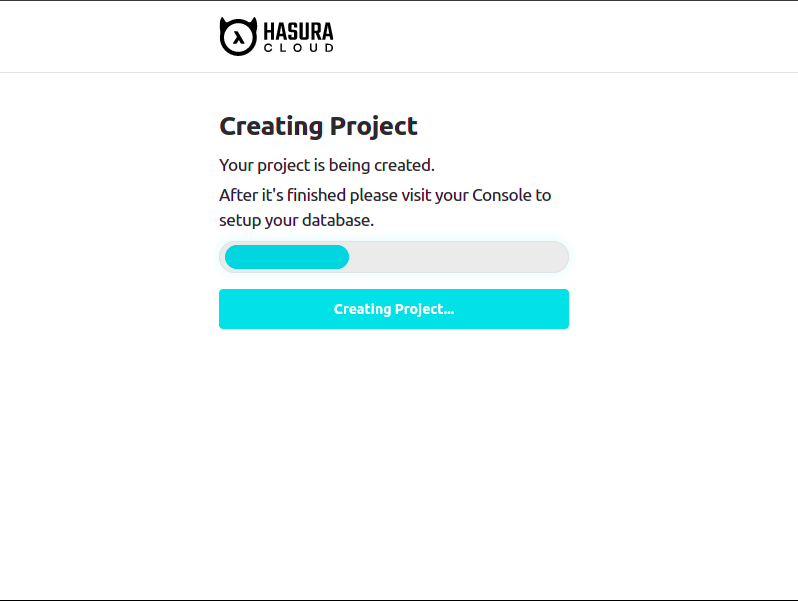 HASURA
CLOUD
Creating Project
Your project is being created.
After it's finished please visit your Console to
setup your database.
Creating Project...